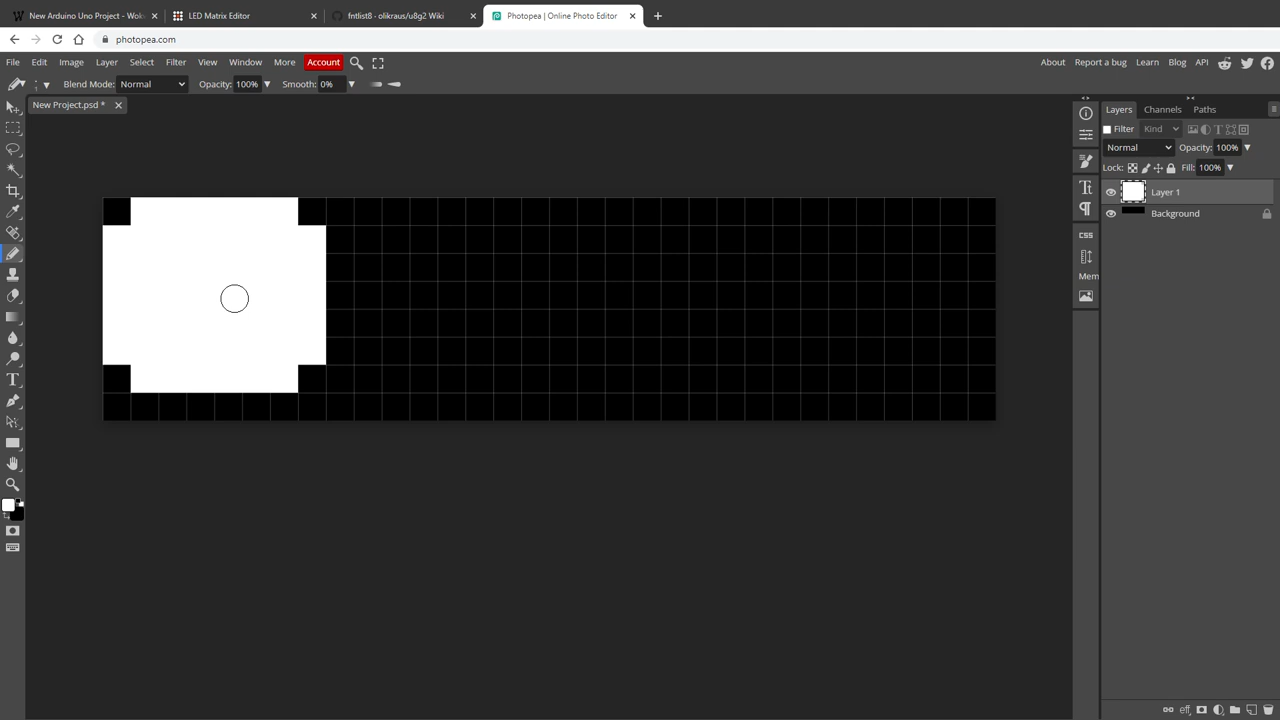 New Arduino Uno Project - Wok
LED Matrix Editor
fntlist8 · olikraus/u8g2 Wiki
Photopea | Online Photo Editor
photopea.com
File Edit Image Layer Select Filter View Window More Account
About Report a bug Learn Blog API
1 Blend Mode: Normal Opacity: 100% Smooth: 0%
New Project.psd *
Layers Channels Paths
Filter Kind
Normal Opacity: 100%
Lock: Fill: 100%
Layer 1
Background
CSS
Mem
eff